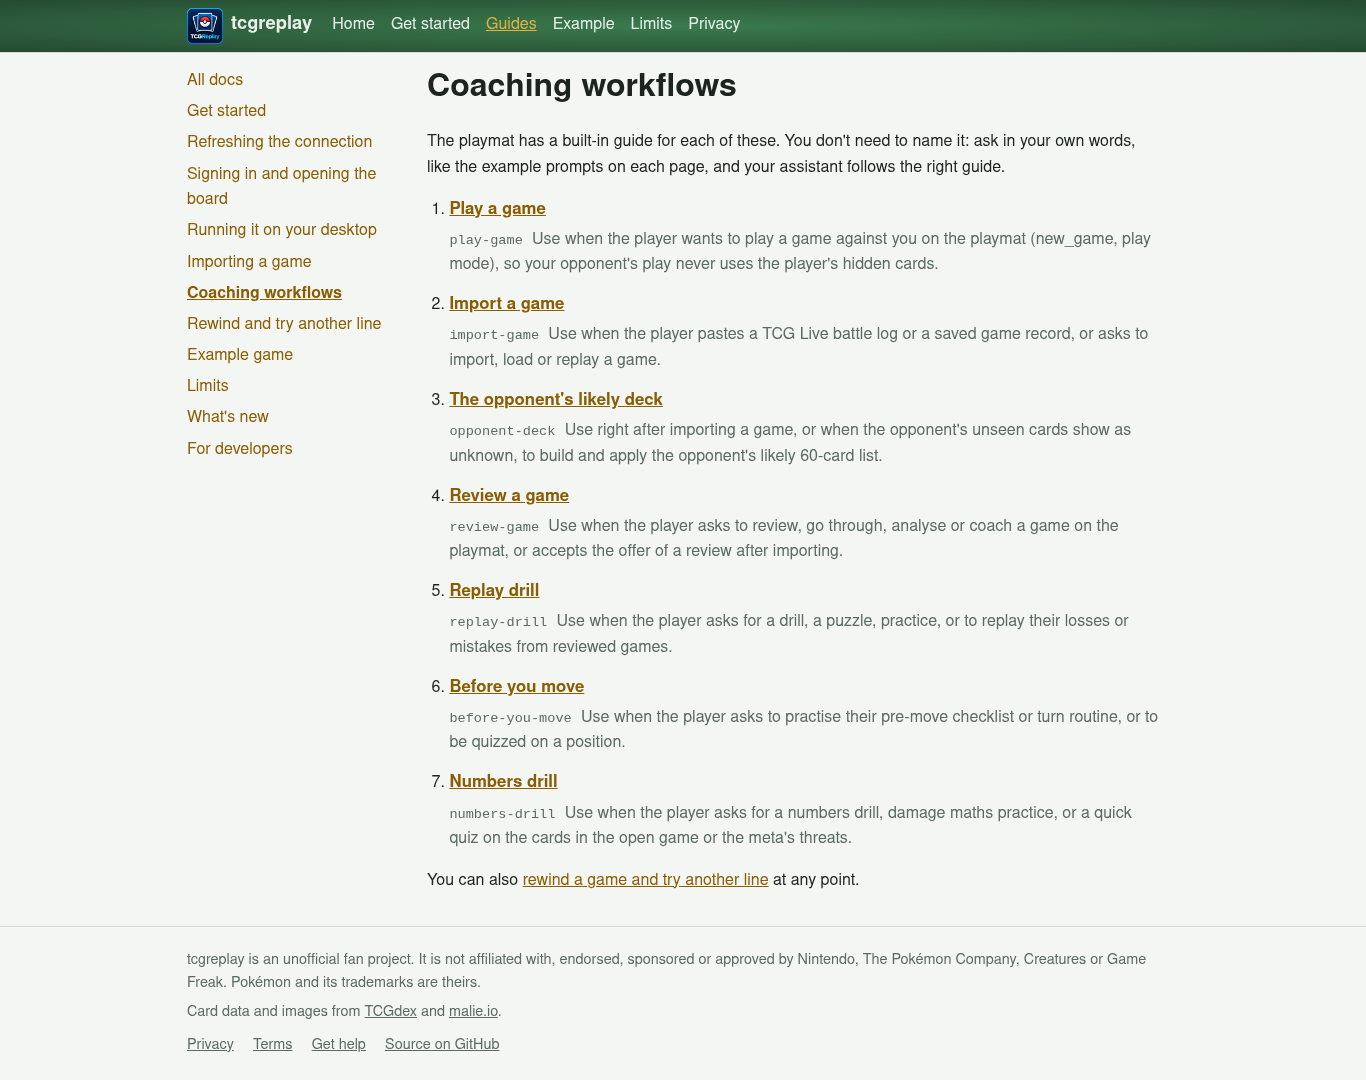 TCGReplay
tcgreplay
Home
Get started
Guides
Example
Limits
Privacy
All docs
Get started
Refreshing the connection
Signing in and opening the
board
Running it on your desktop
Importing a game
Coaching workflows
Rewind and try another line
Example game
Limits
What's new
For developers
Coaching workflows
The playmat has a built-in guide for each of these. You don't need to name it: ask in your own words,
like the example prompts on each page, and your assistant follows the right guide.
1. Play a game
play-game Use when the player wants to play a game against you on the playmat (new_game, play
mode), so your opponent's play never uses the player's hidden cards.
2. Import a game
import-game Use when the player pastes a TCG Live battle log or a saved game record, or asks to
import, load or replay a game.
3. The opponent's likely deck
opponent-deck Use right after importing a game, or when the opponent's unseen cards show as
unknown, to build and apply the opponent's likely 60-card list.
4. Review a game
review-game Use when the player asks to review, go through, analyse or coach a game on the
playmat, or accepts the offer of a review after importing.
5. Replay drill
replay-drill Use when the player asks for a drill, a puzzle, practice, or to replay their losses or
mistakes from reviewed games.
6. Before you move
before-you-move Use when the player asks to practise their pre-move checklist or turn routine, or to
be quizzed on a position.
7. Numbers drill
numbers-drill Use when the player asks for a numbers drill, damage maths practice, or a quick
quiz on the cards in the open game or the meta's threats.
You can also rewind a game and try another line at any point.
tcgreplay is an unofficial fan project. It is not affiliated with, endorsed, sponsored or approved by Nintendo, The Pokémon Company, Creatures or Game
Freak. Pokémon and its trademarks are theirs.
Card data and images from TCGdex and malie.io.
Privacy
Terms
Get help
Source on GitHub